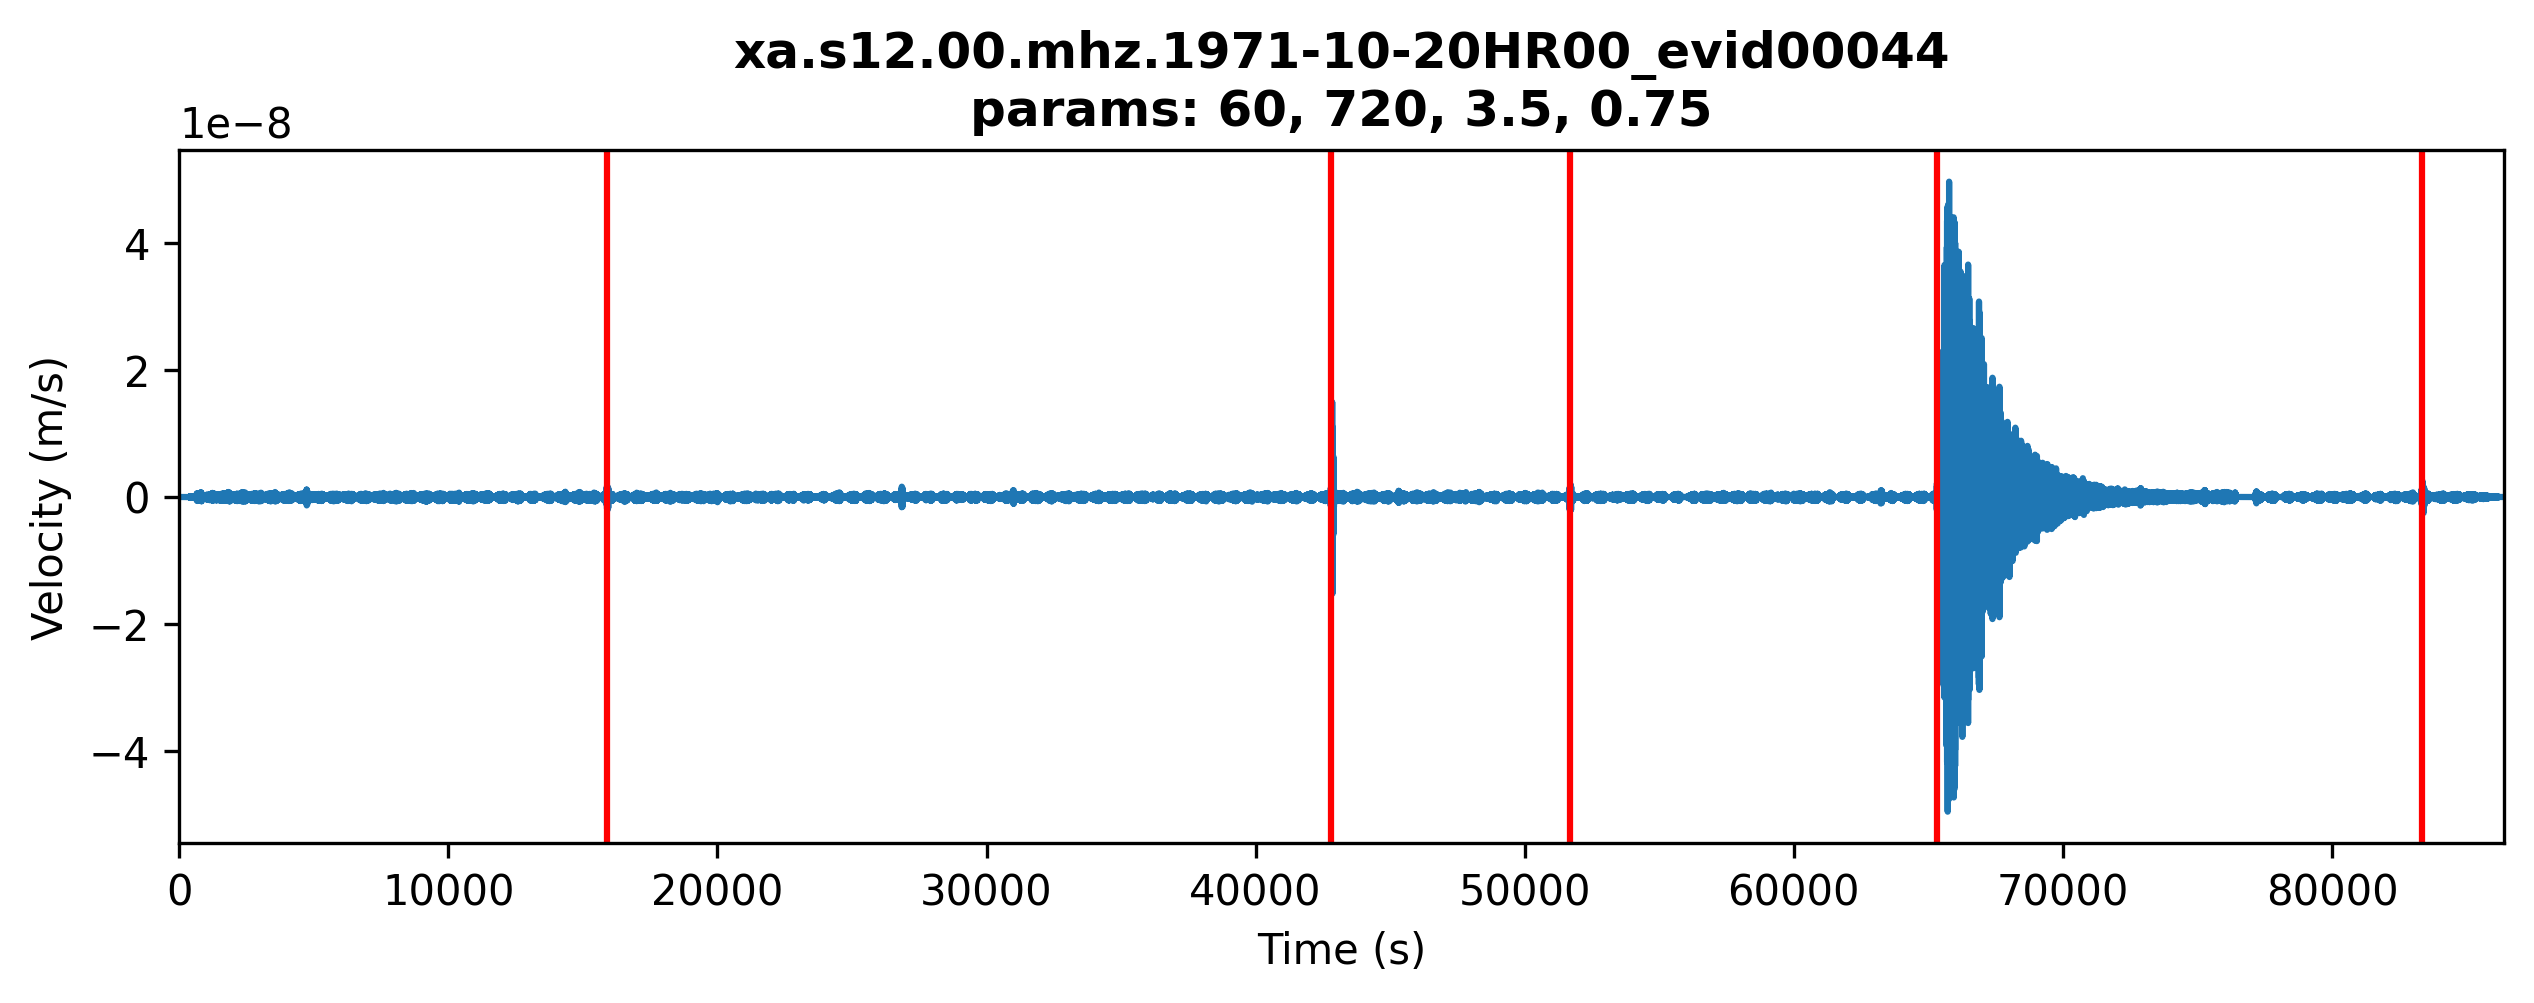 xa.s12.00.mhz.1971-10-20HR00_evid00044
params: 60, 720, 3.5, 0.75
1e−8
4
2
0
−2
−4
Velocity (m/s)
0 10000 20000 30000 40000 50000 60000 70000 80000
Time (s)